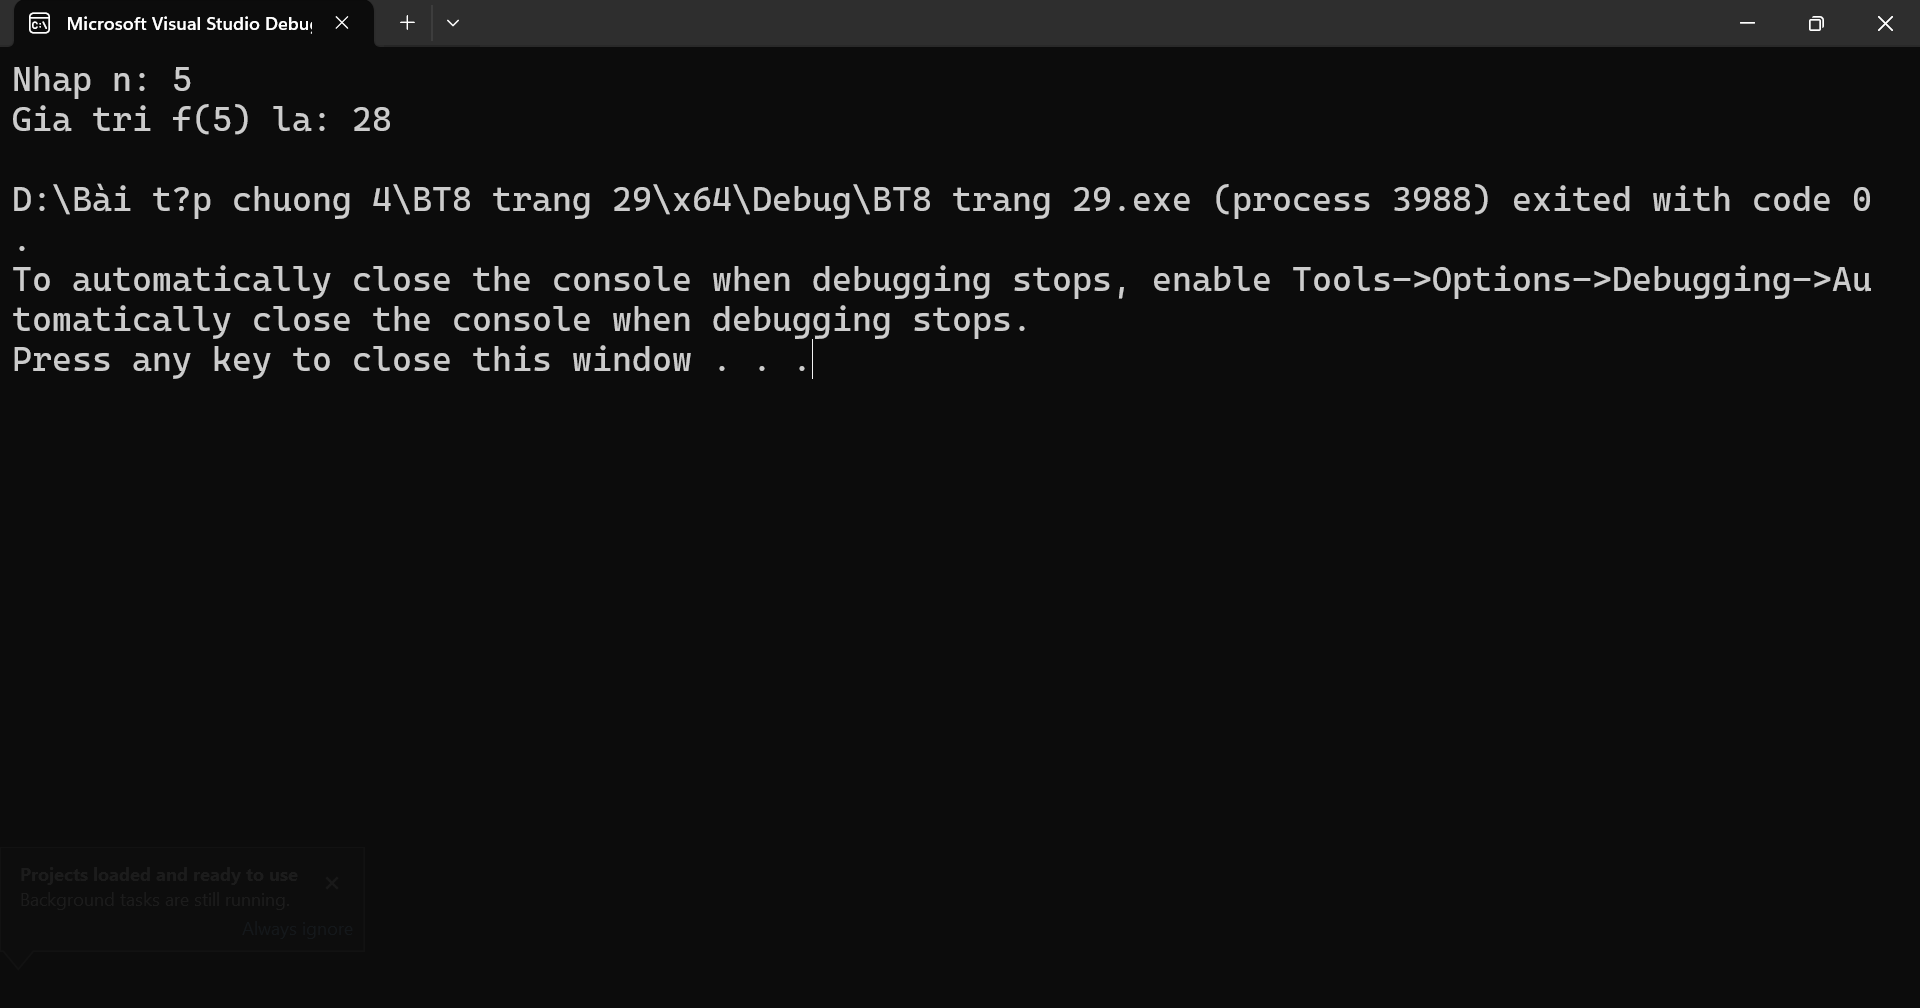 Microsoft Visual Studio Debu
Nhap n: 5
Gia tri f(5) la: 28
D:\Bài t?p chuong 4\BT8 trang 29\x64\Debug\BT8 trang 29.exe (process 3988) exited with code 0
.
To automatically close the console when debugging stops, enable Tools->Options->Debugging->Au
tomatically close the console when debugging stops.
Press any key to close this window . . .
Projects loaded and ready to use
Background tasks are still running.
Always ignore